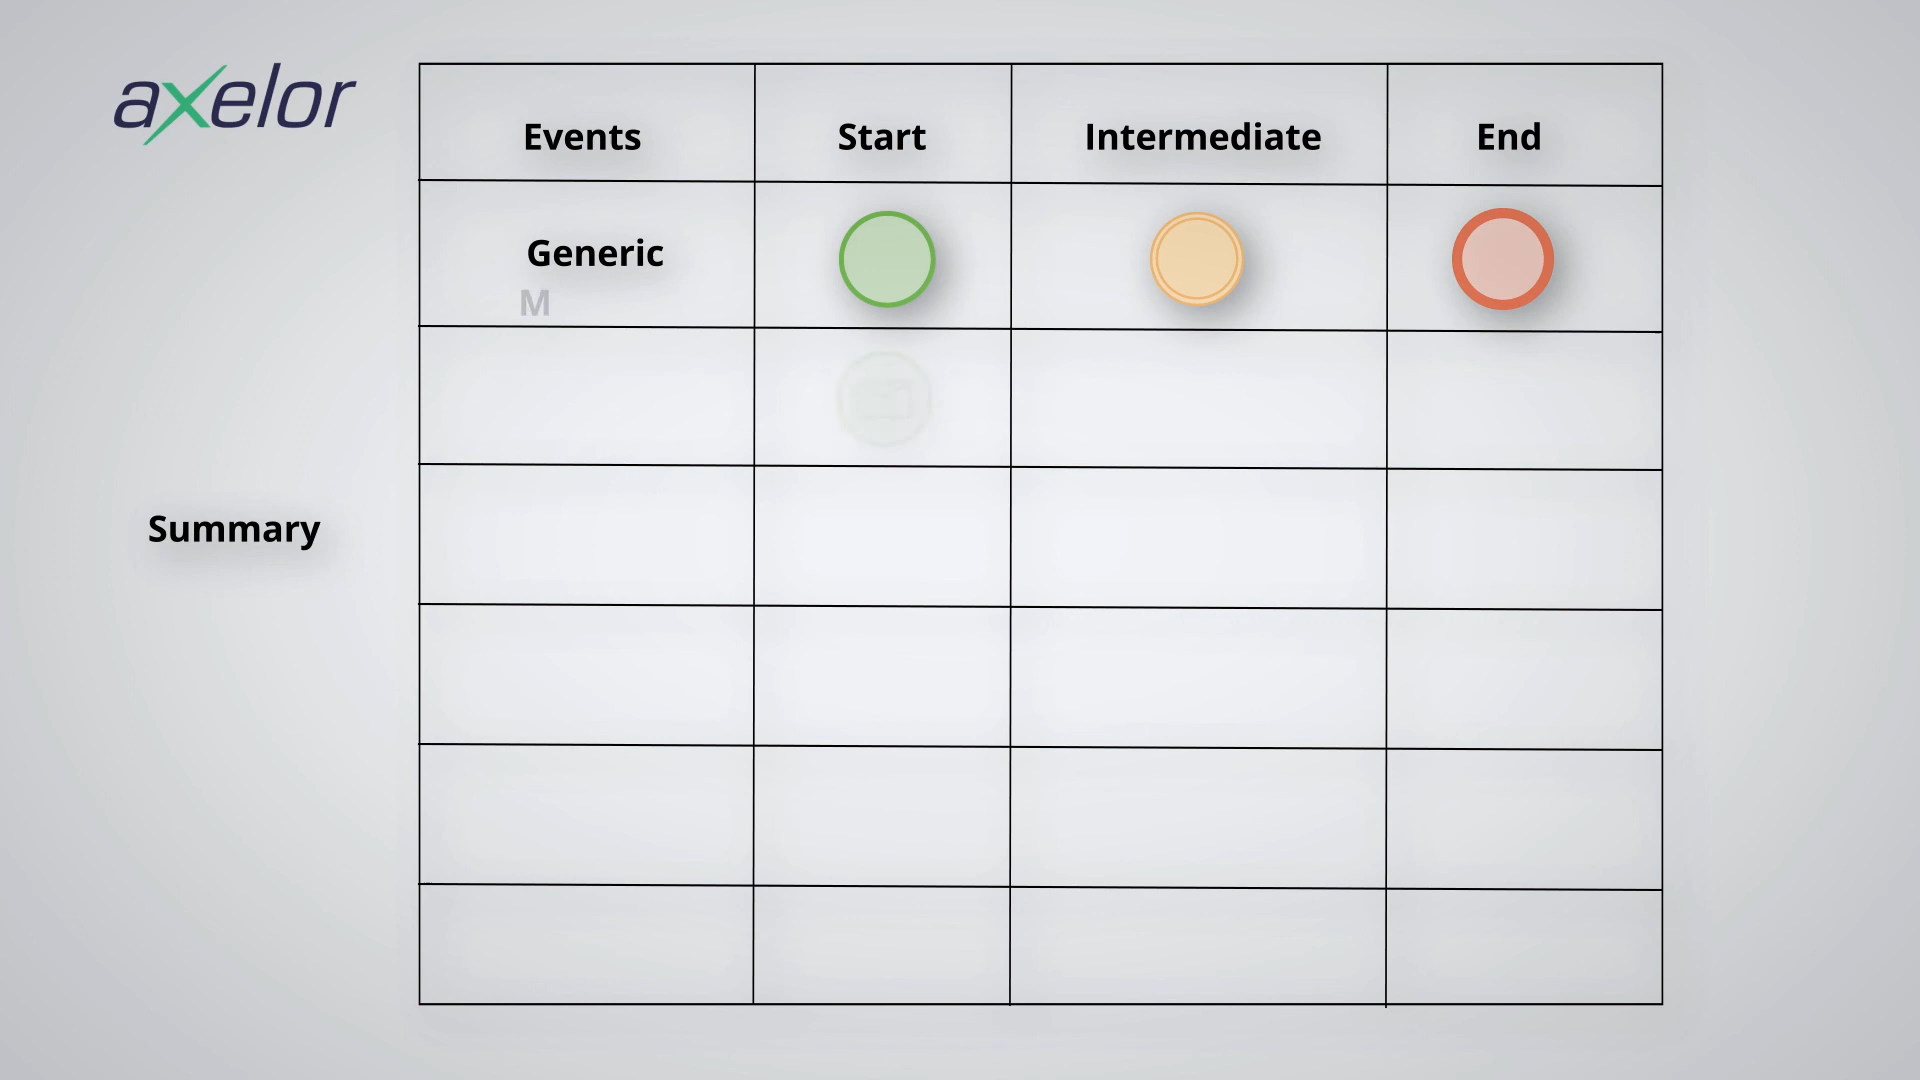 axelor
Events Start Intermediate End
Generic
M
Summary